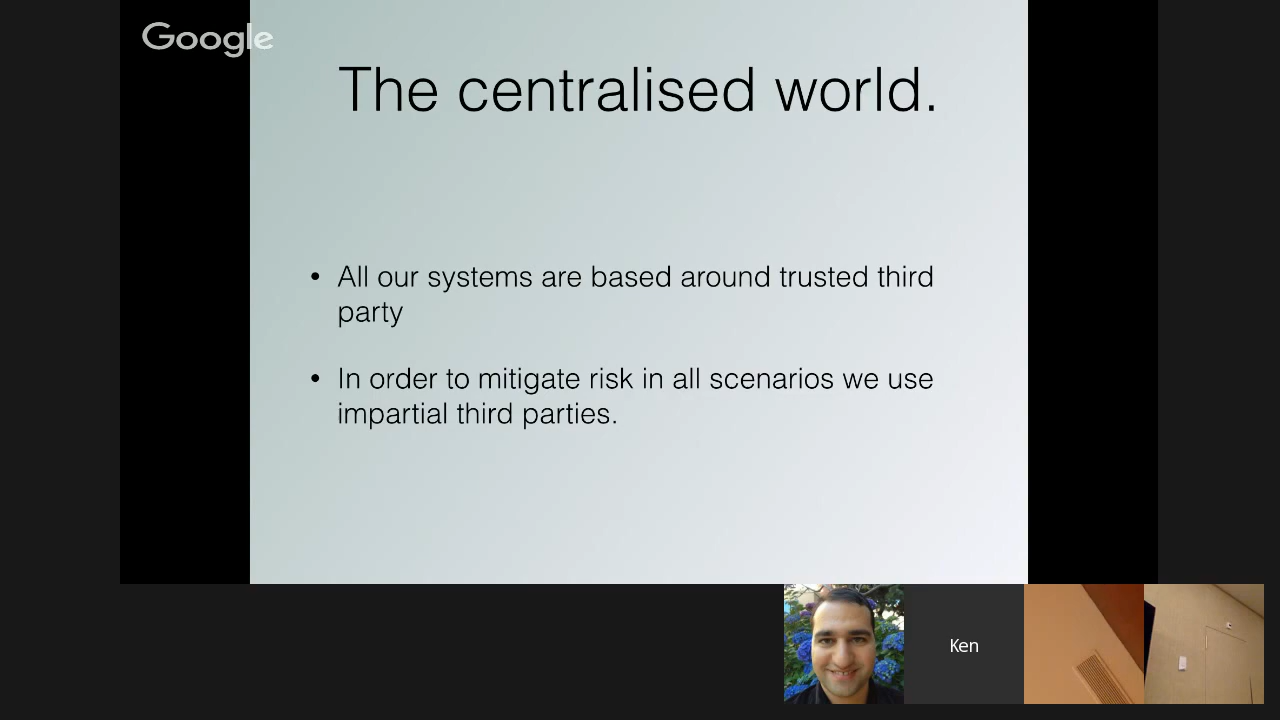 Google
The centralised world.
• All our systems are based around trusted third
party
• In order to mitigate risk in all scenarios we use
impartial third parties.
Ken